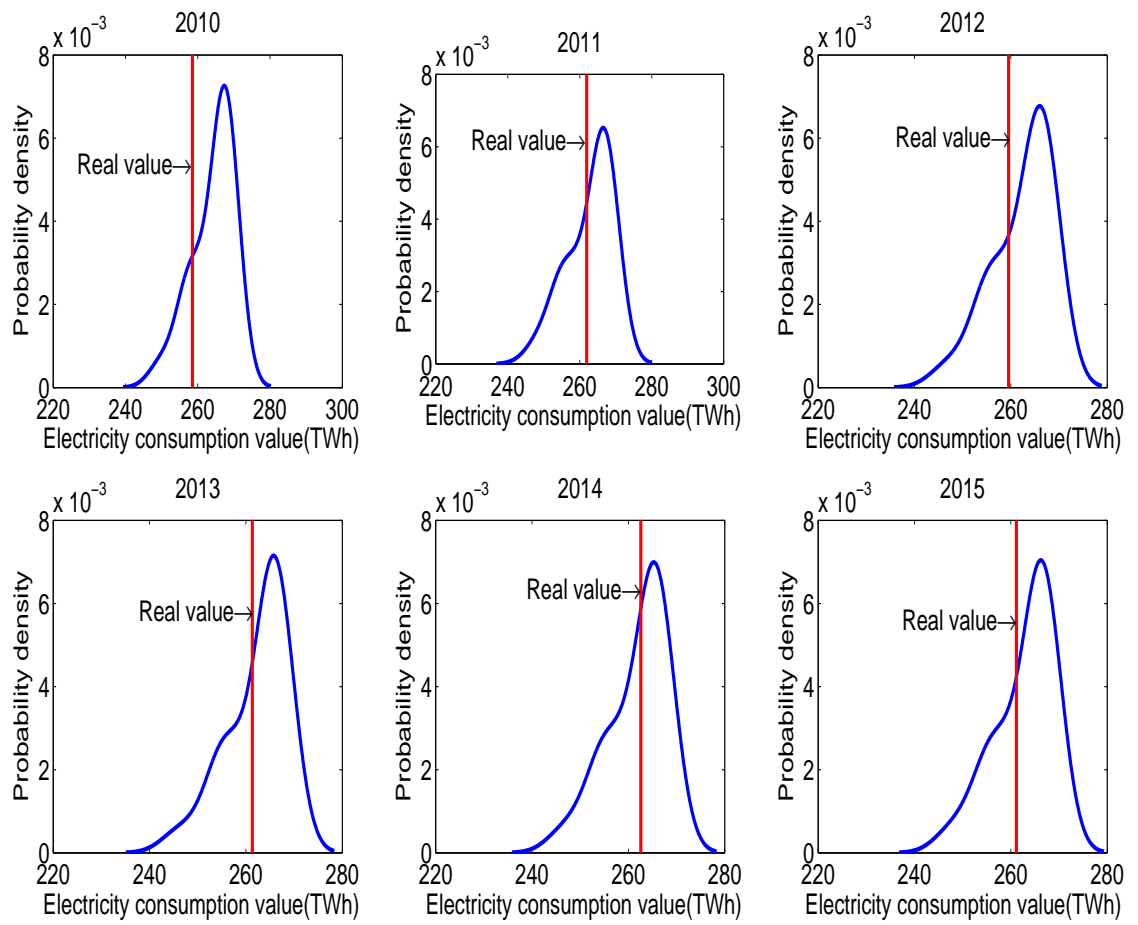 2010
x 10⁻³
8
6
4
2
0
Probability density
Real value→
220 240 260 280 300
Electricity consumption value(TWh)
2011
x 10⁻³
8
6
4
2
0
Probability density
Real value→
220 240 260 280 300
Electricity consumption value(TWh)
2012
x 10⁻³
8
6
4
2
0
Probability density
Real value→
220 240 260 280
Electricity consumption value(TWh)
2013
x 10⁻³
8
6
4
2
0
Probability density
Real value→
220 240 260 280
Electricity consumption value(TWh)
2014
x 10⁻³
8
6
4
2
0
Probability density
Real value→
220 240 260 280
Electricity consumption value(TWh)
2015
x 10⁻³
8
6
4
2
0
Probability density
Real value→
220 240 260 280
Electricity consumption value(TWh)